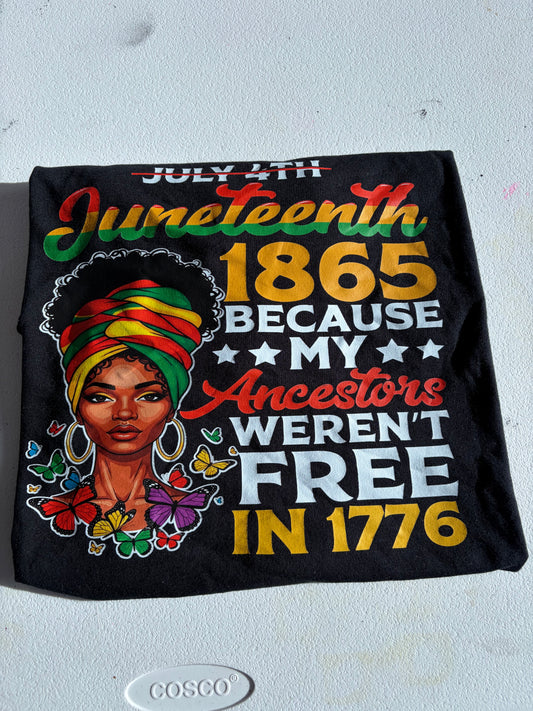 JULY 4TH
Juneteenth
1865
BECAUSE
MY
Ancestors
WEREN'T
FREE
IN 1776
COSCO®